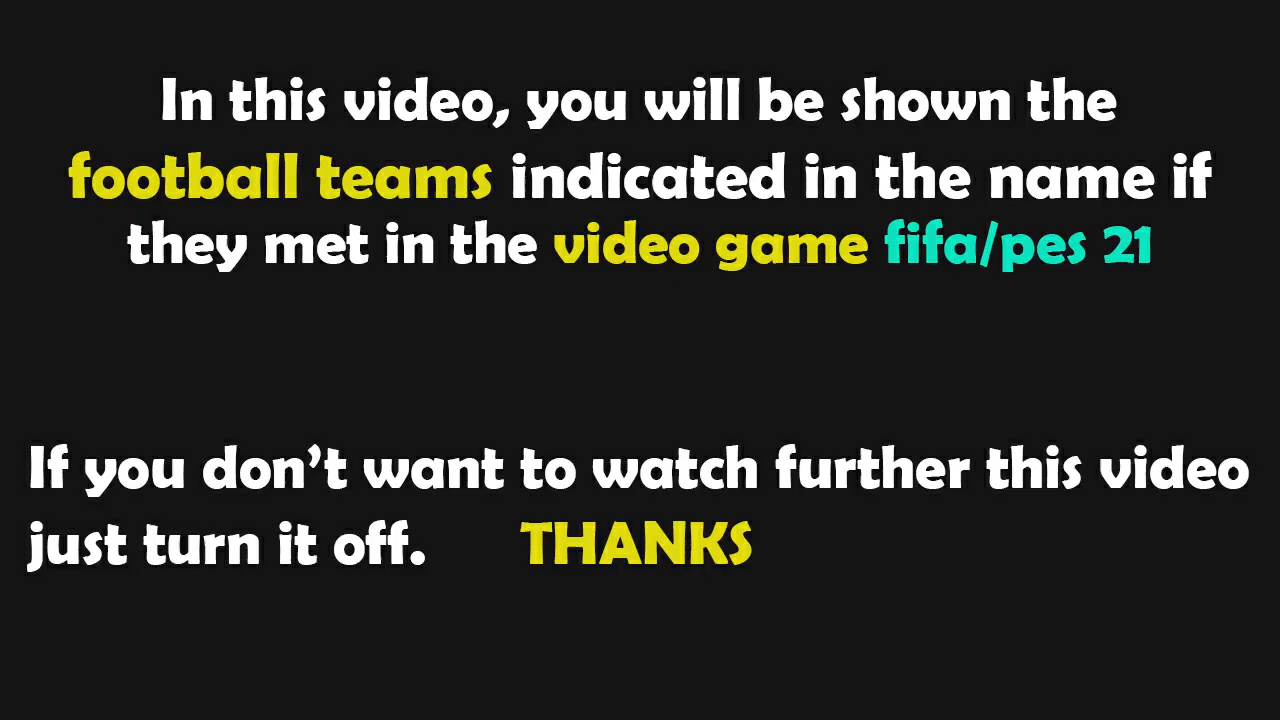 In this video, you will be shown the
football teams indicated in the name if
they met in the video game fifa/pes 21
If you don’t want to watch further this video
just turn it off. THANKS